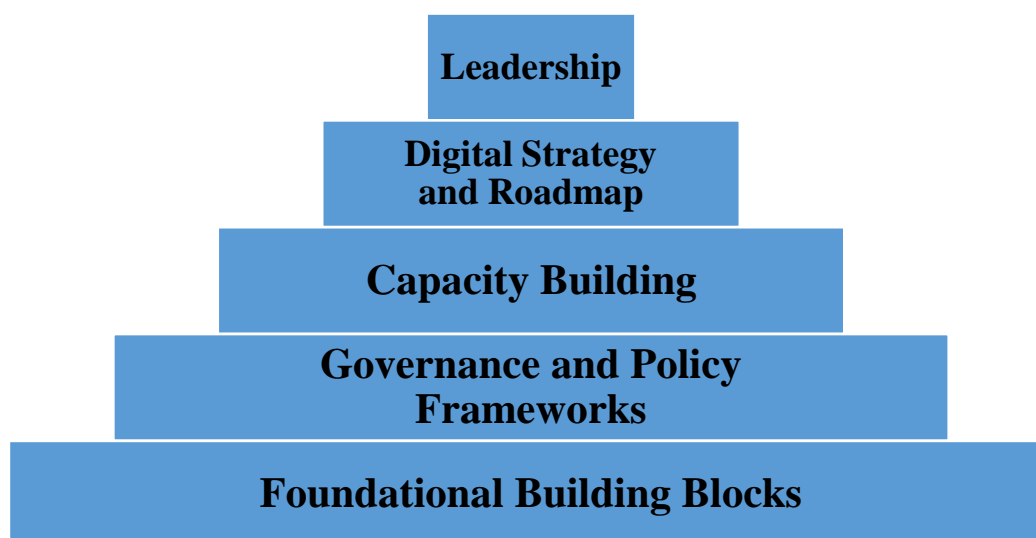 Leadership
Digital Strategy
and Roadmap
Capacity Building
Governance and Policy
Frameworks
Foundational Building Blocks